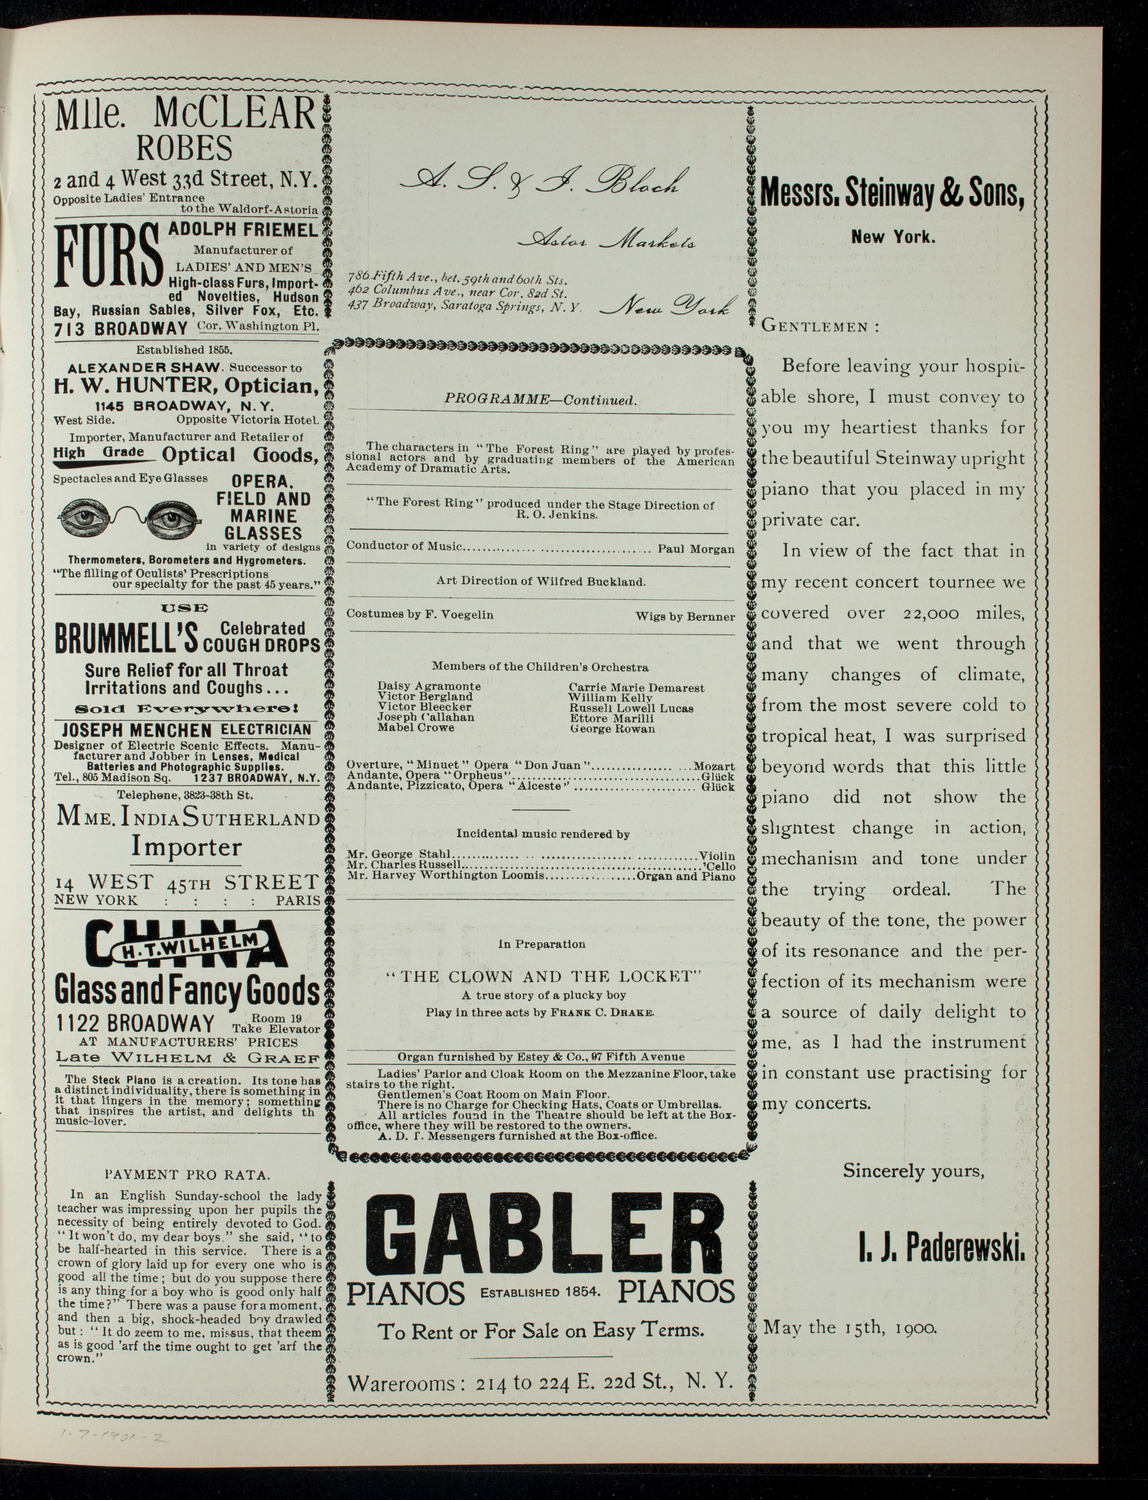 Mlle. McCLEAR
ROBES
2 and 4 West 33d Street, N.Y.
Opposite Ladies' Entrance
to the Waldorf-Astoria
FURS
ADOLPH FRIEMEL
Manufacturer of
LADIES' AND MEN'S
High-class Furs, Import-
ed Novelties, Hudson
Bay, Russian Sables, Silver Fox, Etc.
713 BROADWAY Cor. Washington Pl.
Established 1855.
ALEXANDER SHAW. Successor to
H. W. HUNTER, Optician,
1145 BROADWAY, N. Y.
West Side. Opposite Victoria Hotel.
Importer, Manufacturer and Retailer of
High Grade Optical Goods,
Spectacles and Eye Glasses
OPERA,
FIELD AND
MARINE
GLASSES
in variety of designs
Thermometers, Borometers and Hygrometers.
"The filling of Oculists' Prescriptions
our specialty for the past 45 years."
USE
BRUMMELL'S Celebrated
COUGH DROPS
Sure Relief for all Throat
Irritations and Coughs...
Sold Everywhere!
JOSEPH MENCHEN ELECTRICIAN
Designer of Electric Scenic Effects. Manu-
facturer and Jobber in Lenses, Medical
Batteries and Photographic Supplies.
Tel., 805 Madison Sq. 1237 BROADWAY, N.Y.
Telephone, 3823-38th St.
MME. INDIA SUTHERLAND
Importer
14 WEST 45TH STREET
NEW YORK : : : : PARIS
CHINA
H. T. WILHELM
Glass and Fancy Goods
1122 BROADWAY Room 19
Take Elevator
AT MANUFACTURERS' PRICES
Late WILHELM & GRAEF
The Steck Piano is a creation. Its tone has
a distinct individuality, there is something in
it that lingers in the memory; something
that inspires the artist, and delights th
music-lover.
PAYMENT PRO RATA.
In an English Sunday-school the lady
teacher was impressing upon her pupils the
necessity of being entirely devoted to God.
"It won't do, my dear boys," she said, "to
be half-hearted in this service. There is a
crown of glory laid up for every one who is
good all the time; but do you suppose there
is any thing for a boy who is good only half
the time?" There was a pause for a moment,
and then a big, shock-headed boy drawled
but: "It do zeem to me, missus, that theem
as is good 'arf the time ought to get 'arf the
crown."
A. S. & I. Bloch
Astor Markets
786 Fifth Ave., bet. 59th and 60th Sts.
462 Columbus Ave., near Cor. 82d St.
437 Broadway, Saratoga Springs, N. Y.
New York
PROGRAMME—Continued.
The characters in "The Forest Ring" are played by profes-
sional actors and by graduating members of the American
Academy of Dramatic Arts.
"The Forest Ring" produced under the Stage Direction of
R. O. Jenkins.
Conductor of Music.................................... Paul Morgan
Art Direction of Wilfred Buckland.
Costumes by F. Voegelin Wigs by Bernner
Members of the Children's Orchestra
Daisy Agramonte Carrie Marie Demarest
Victor Bergland William Kelly
Victor Bleecker Russell Lowell Lucas
Joseph Callahan Ettore Marilli
Mabel Crowe George Rowan
Overture, "Minuet" Opera "Don Juan"....................Mozart
Andante, Opera "Orpheus"....................................Glück
Andante, Pizzicato, Opera "Alceste"........................Glück
Incidental music rendered by
Mr. George Stahl..............................................Violin
Mr. Charles Russell...........................................'Cello
Mr. Harvey Worthington Loomis.................Organ and Piano
In Preparation
"THE CLOWN AND THE LOCKET"
A true story of a plucky boy
Play in three acts by FRANK C. DRAKE.
Organ furnished by Estey & Co., 97 Fifth Avenue
Ladies' Parlor and Cloak Room on the Mezzanine Floor, take
stairs to the right.
Gentlemen's Coat Room on Main Floor.
There is no Charge for Checking Hats, Coats or Umbrellas.
All articles found in the Theatre should be left at the Box-
office, where they will be restored to the owners.
A. D. T. Messengers furnished at the Box-office.
GABLER
PIANOS ESTABLISHED 1854. PIANOS
To Rent or For Sale on Easy Terms.
Warerooms: 214 to 224 E. 22d St., N. Y.
Messrs. Steinway & Sons,
New York.
GENTLEMEN:
Before leaving your hospit-
able shore, I must convey to
you my heartiest thanks for
the beautiful Steinway upright
piano that you placed in my
private car.
In view of the fact that in
my recent concert tournee we
covered over 22,000 miles,
and that we went through
many changes of climate,
from the most severe cold to
tropical heat, I was surprised
beyond words that this little
piano did not show the
slightest change in action,
mechanism and tone under
the trying ordeal. The
beauty of the tone, the power
of its resonance and the per-
fection of its mechanism were
a source of daily delight to
me, as I had the instrument
in constant use practising for
my concerts.
Sincerely yours,
I. J. Paderewski.
May the 15th, 1900.
1-7-1901-2